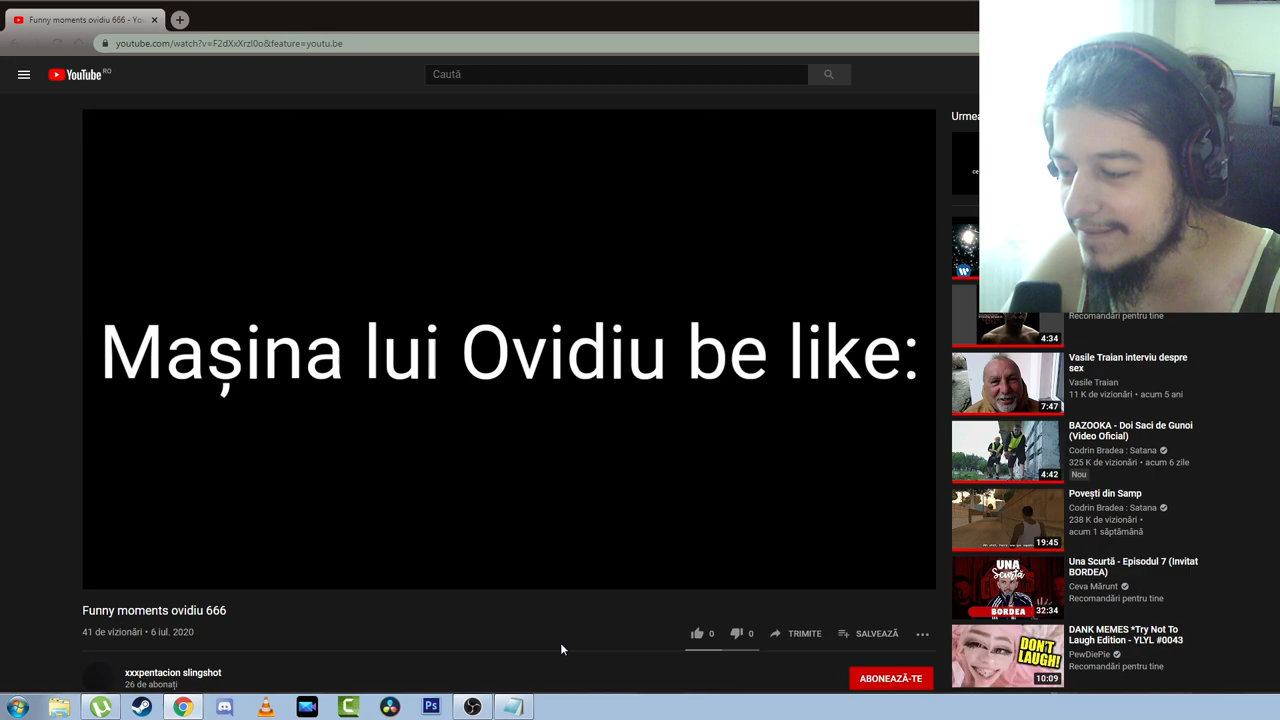 Funny moments ovidiu 666 - You
youtube.com/watch?v=F2dXxXrzI0o&feature=youtu.be
YouTube RO
Caută
Mașina lui Ovidiu be like:
Funny moments ovidiu 666
41 de vizionări • 6 iul. 2020
0
0
TRIMITE
SALVEAZĂ
xxxpentacion slingshot
26 de abonați
ABONEAZĂ-TE
Urmea
ce
Recomandări pentru tine
4:34
Vasile Traian interviu despre
sex
Vasile Traian
11 K de vizionări • acum 5 ani
7:47
BAZOOKA - Doi Saci de Gunoi
(Video Oficial)
Codrin Bradea : Satana
325 K de vizionări • acum 6 zile
Nou
4:42
Povești din Samp
Codrin Bradea : Satana
238 K de vizionări •
acum 1 săptămână
19:45
Una Scurtă - Episodul 7 (Invitat
BORDEA)
Ceva Mărunt
Recomandări pentru tine
UNA
Scurtă
BORDEA
32:34
DANK MEMES *Try Not To
Laugh Edition - YLYL #0043
PewDiePie
Recomandări pentru tine
DON'T
LAUGH!
10:09
Ps